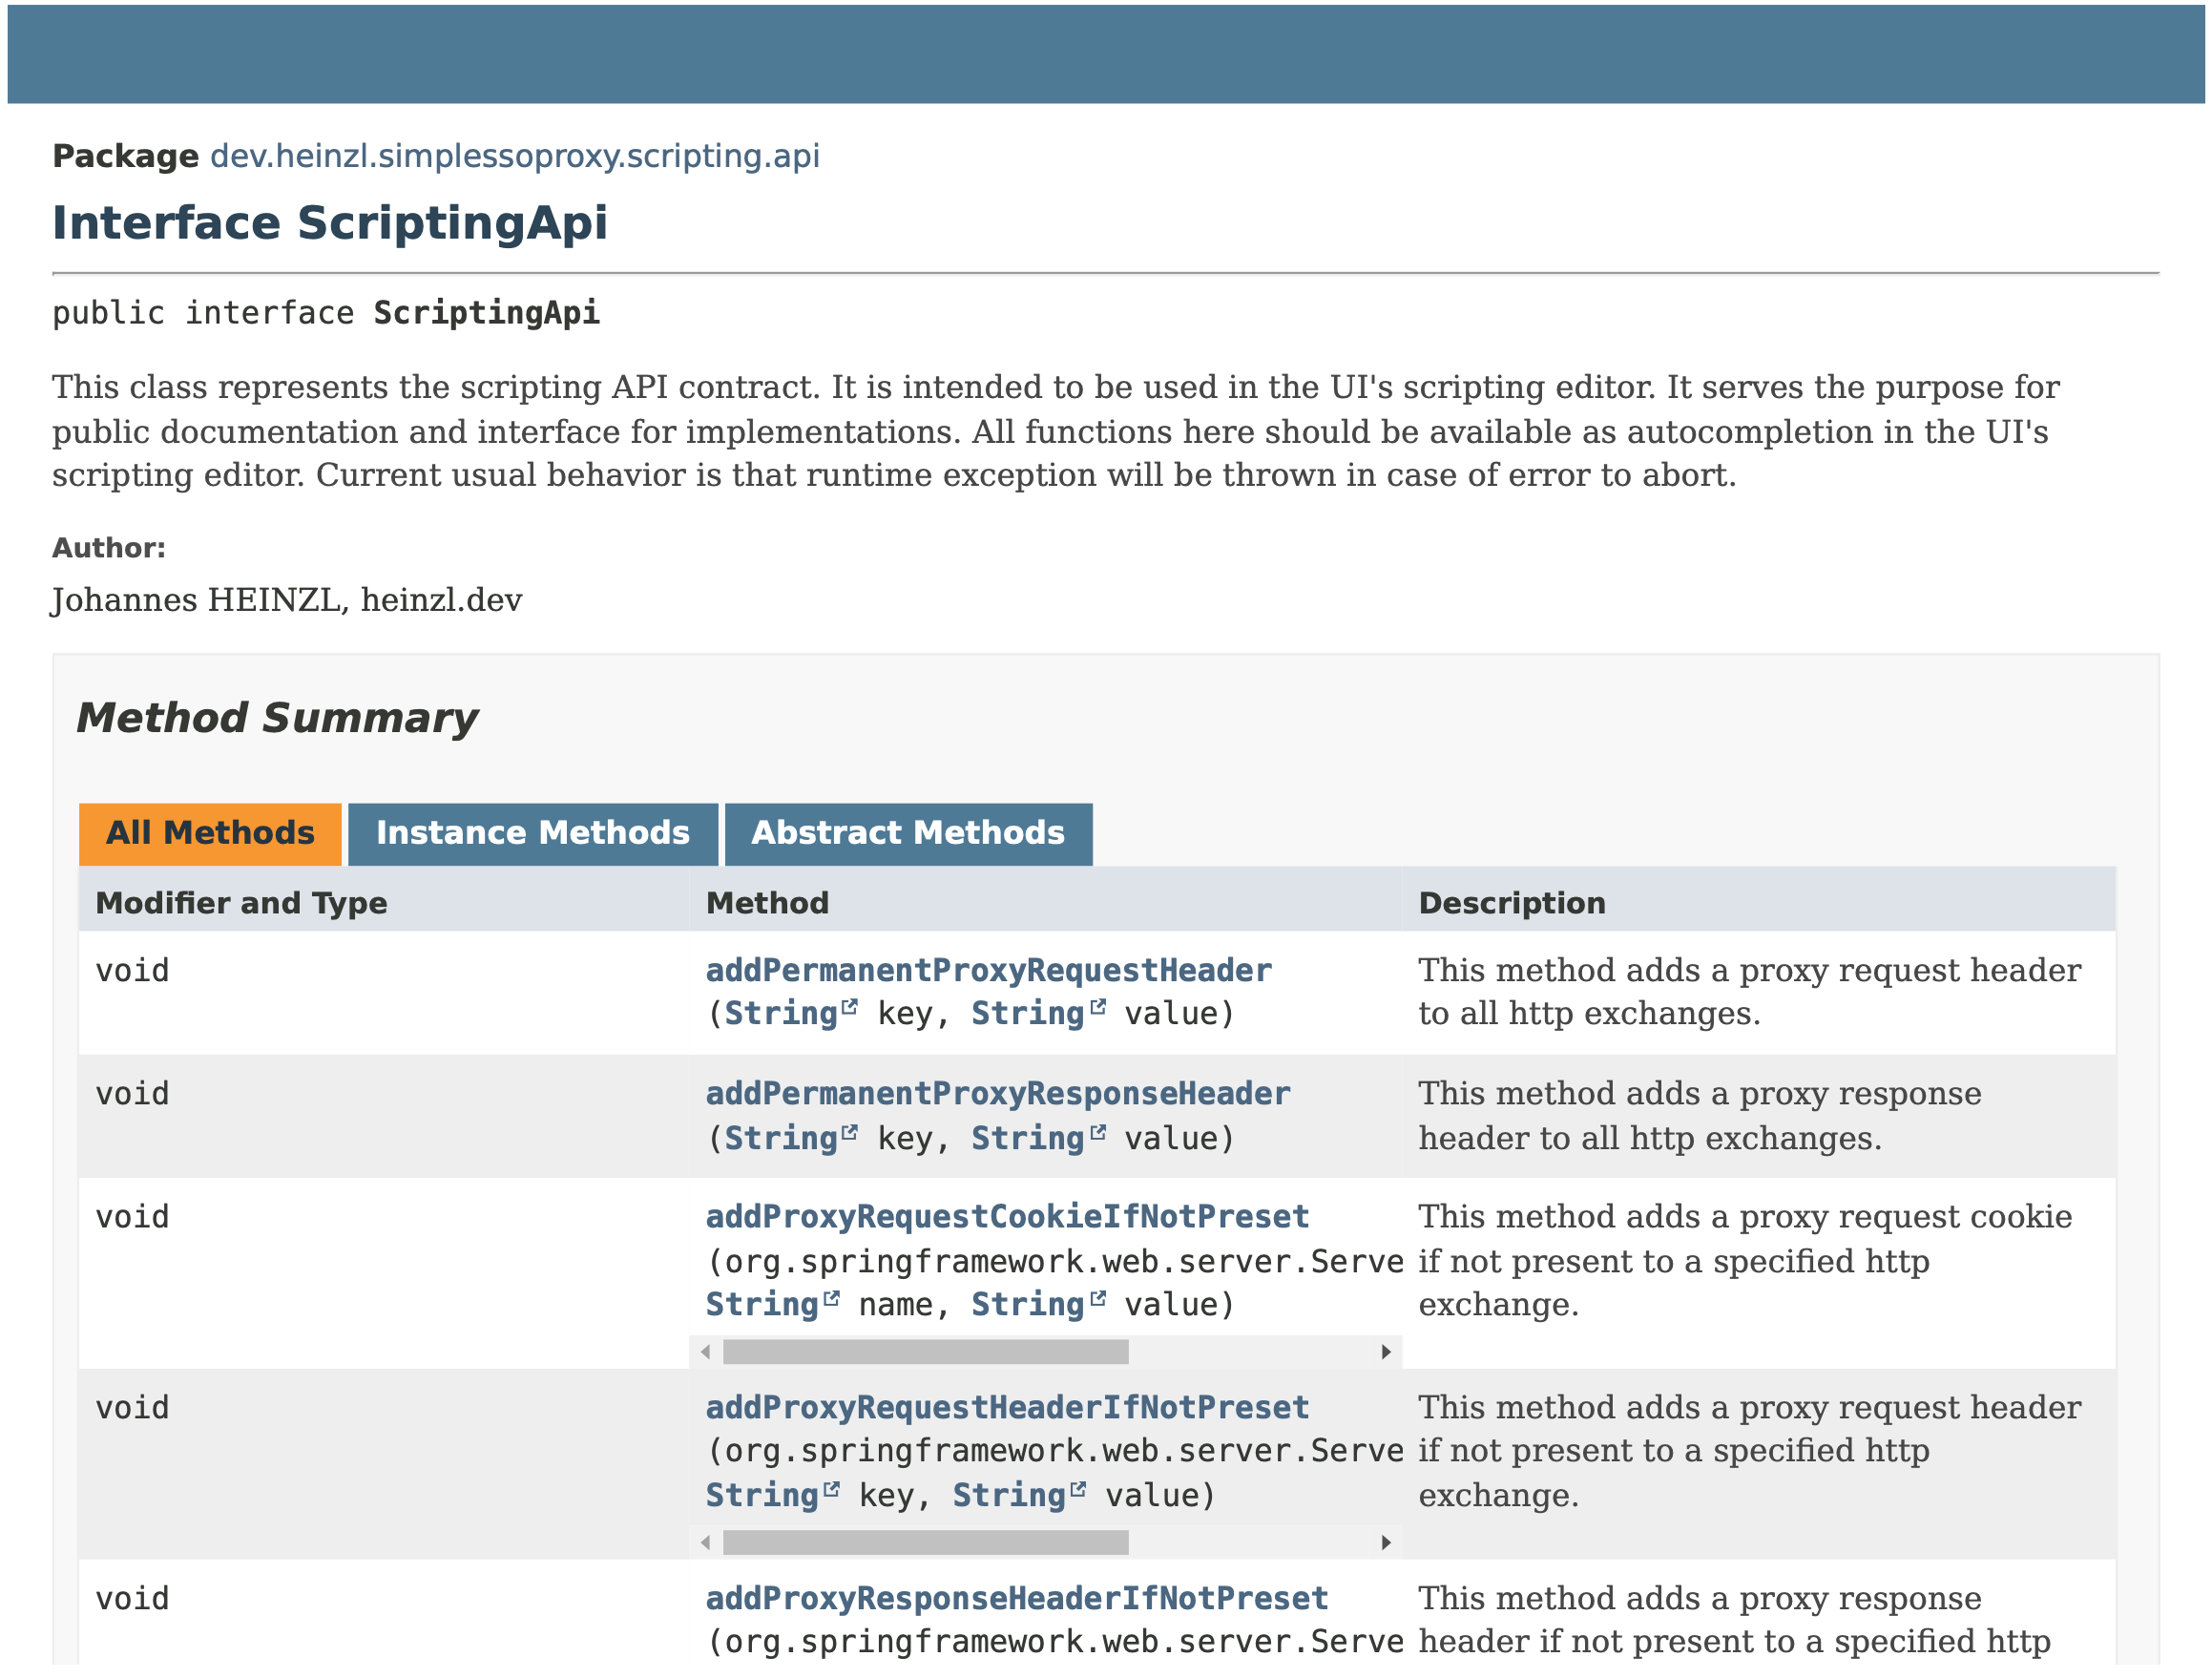 Package dev.heinzl.simplessoproxy.scripting.api
Interface ScriptingApi
public interface ScriptingApi
This class represents the scripting API contract. It is intended to be used in the UI's scripting editor. It serves the purpose for
public documentation and interface for implementations. All functions here should be available as autocompletion in the UI's
scripting editor. Current usual behavior is that runtime exception will be thrown in case of error to abort.
Author:
Johannes HEINZL, heinzl.dev
Method Summary
All Methods Instance Methods Abstract Methods
Modifier and Type Method Description
void addPermanentProxyRequestHeader This method adds a proxy request header
(String key, String value) to all http exchanges.
void addPermanentProxyResponseHeader This method adds a proxy response
(String key, String value) header to all http exchanges.
void addProxyRequestCookieIfNotPreset This method adds a proxy request cookie
(org.springframework.web.server.Serve if not present to a specified http
String name, String value) exchange.
void addProxyRequestHeaderIfNotPreset This method adds a proxy request header
(org.springframework.web.server.Serve if not present to a specified http
String key, String value) exchange.
void addProxyResponseHeaderIfNotPreset This method adds a proxy response
(org.springframework.web.server.Serve header if not present to a specified http